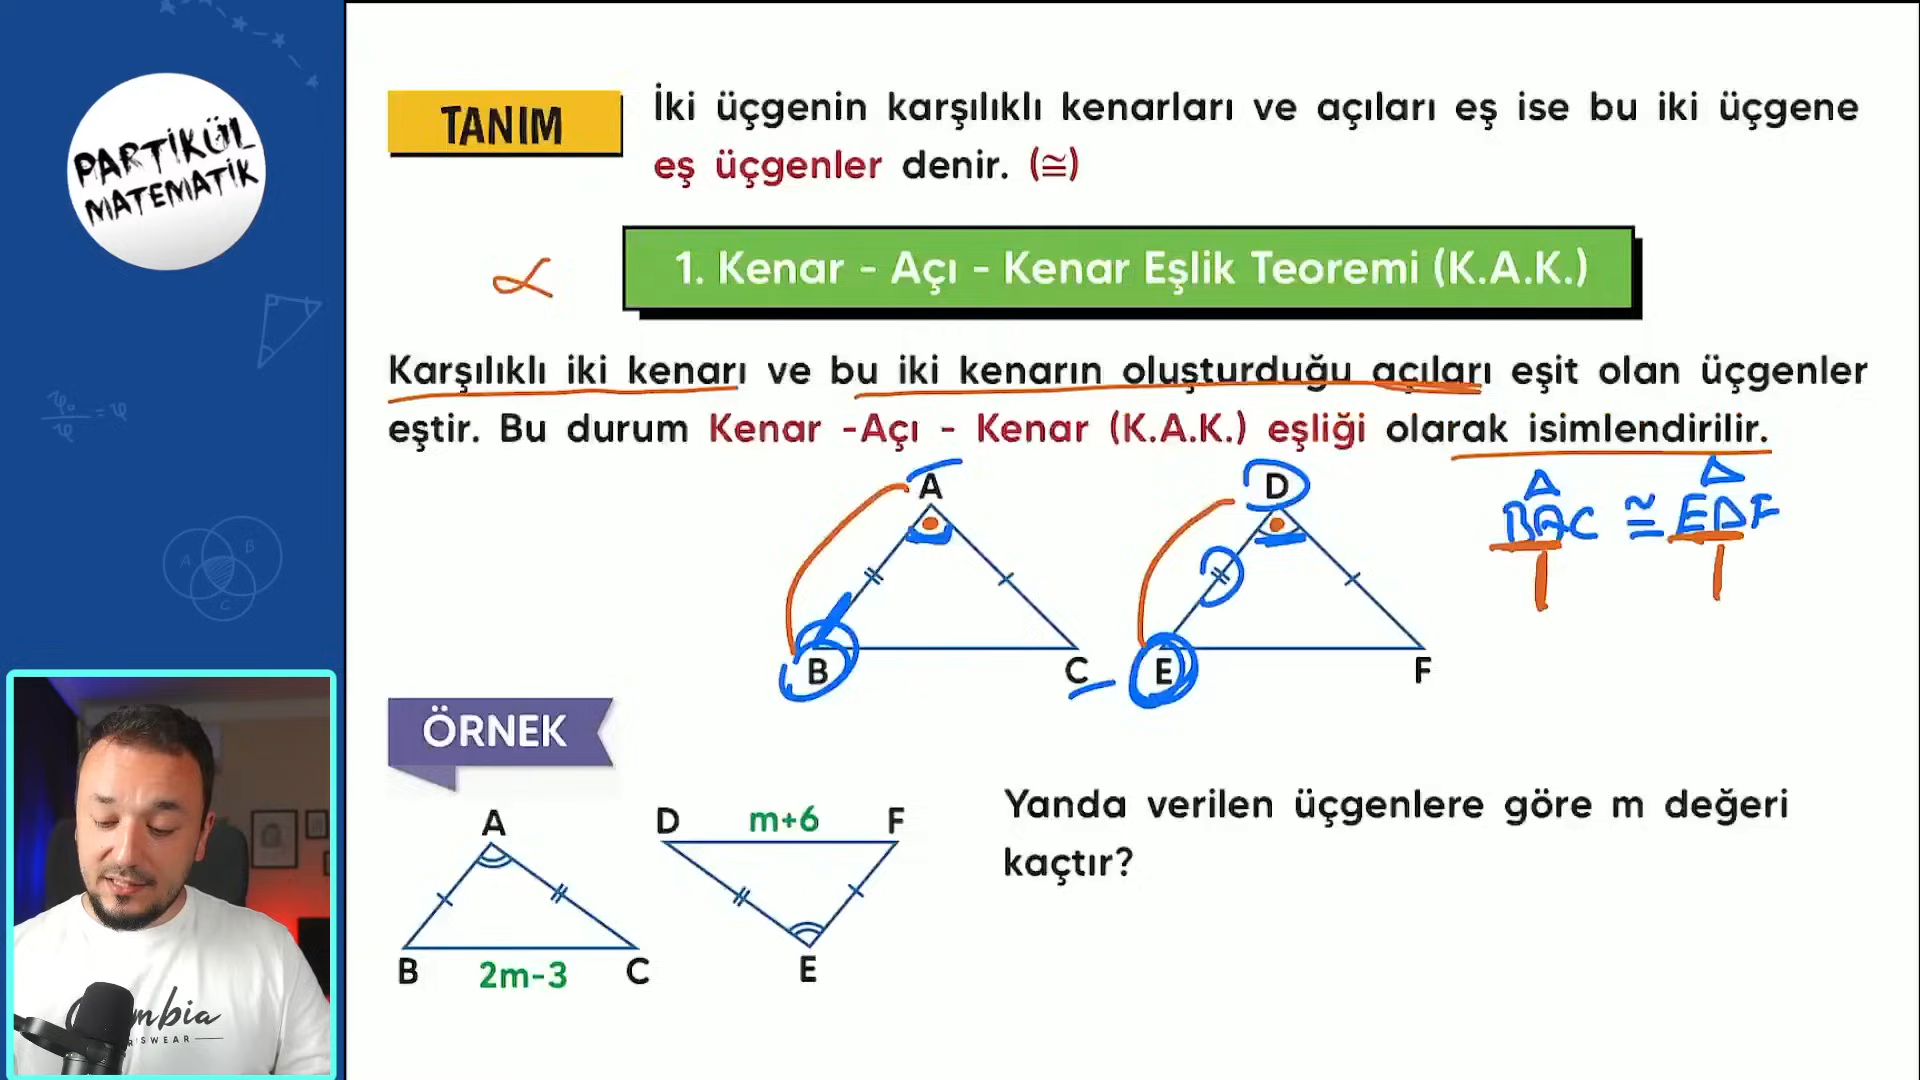 PARTİKÜL
MATEMATİK
TANIM
İki üçgenin karşılıklı kenarları ve açıları eş ise bu iki üçgene
eş üçgenler denir. (≅)
α
1. Kenar - Açı - Kenar Eşlik Teoremi (K.A.K.)
Karşılıklı iki kenarı ve bu iki kenarın oluşturduğu açıları eşit olan üçgenler
eştir. Bu durum Kenar -Açı - Kenar (K.A.K.) eşliği olarak isimlendirilir.
A
D
BAC ≅ EDF
B
C
E
F
A B
C
ÖRNEK
A
D m+6 F
B 2m-3 C
E
Yanda verilen üçgenlere göre m değeri
kaçtır?